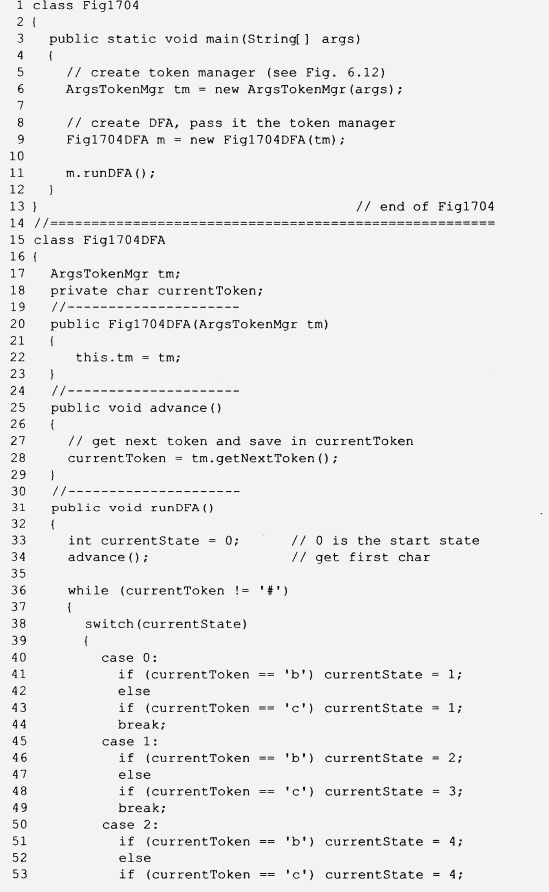 1 class Fig1704
2 {
3 public static void main(String[] args)
4 {
5 // create token manager (see Fig. 6.12)
6 ArgsTokenMgr tm = new ArgsTokenMgr(args);
7
8 // create DFA, pass it the token manager
9 Fig1704DFA m = new Fig1704DFA(tm);
10
11 m.runDFA();
12 }
13 } // end of Fig1704
14 //======================================================
15 class Fig1704DFA
16 {
17 ArgsTokenMgr tm;
18 private char currentToken;
19 //---------------------
20 public Fig1704DFA(ArgsTokenMgr tm)
21 {
22 this.tm = tm;
23 }
24 //---------------------
25 public void advance()
26 {
27 // get next token and save in currentToken
28 currentToken = tm.getNextToken();
29 }
30 //---------------------
31 public void runDFA()
32 {
33 int currentState = 0; // 0 is the start state
34 advance(); // get first char
35
36 while (currentToken != '#')
37 {
38 switch(currentState)
39 {
40 case 0:
41 if (currentToken == 'b') currentState = 1;
42 else
43 if (currentToken == 'c') currentState = 1;
44 break;
45 case 1:
46 if (currentToken == 'b') currentState = 2;
47 else
48 if (currentToken == 'c') currentState = 3;
49 break;
50 case 2:
51 if (currentToken == 'b') currentState = 4;
52 else
53 if (currentToken == 'c') currentState = 4;